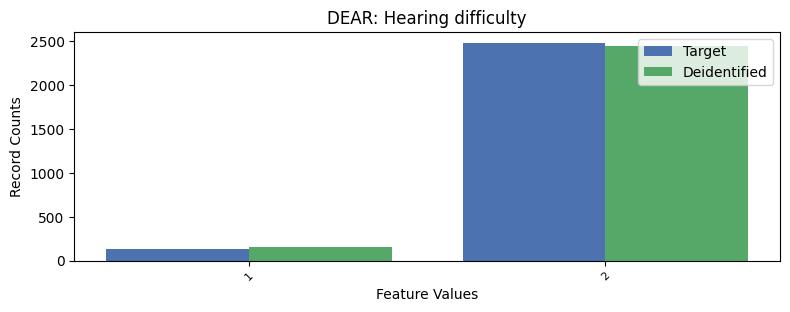 DEAR: Hearing difficulty
Target
Deidentified
2500
2000
1500
1000
500
0
Record Counts
1
2
Feature Values